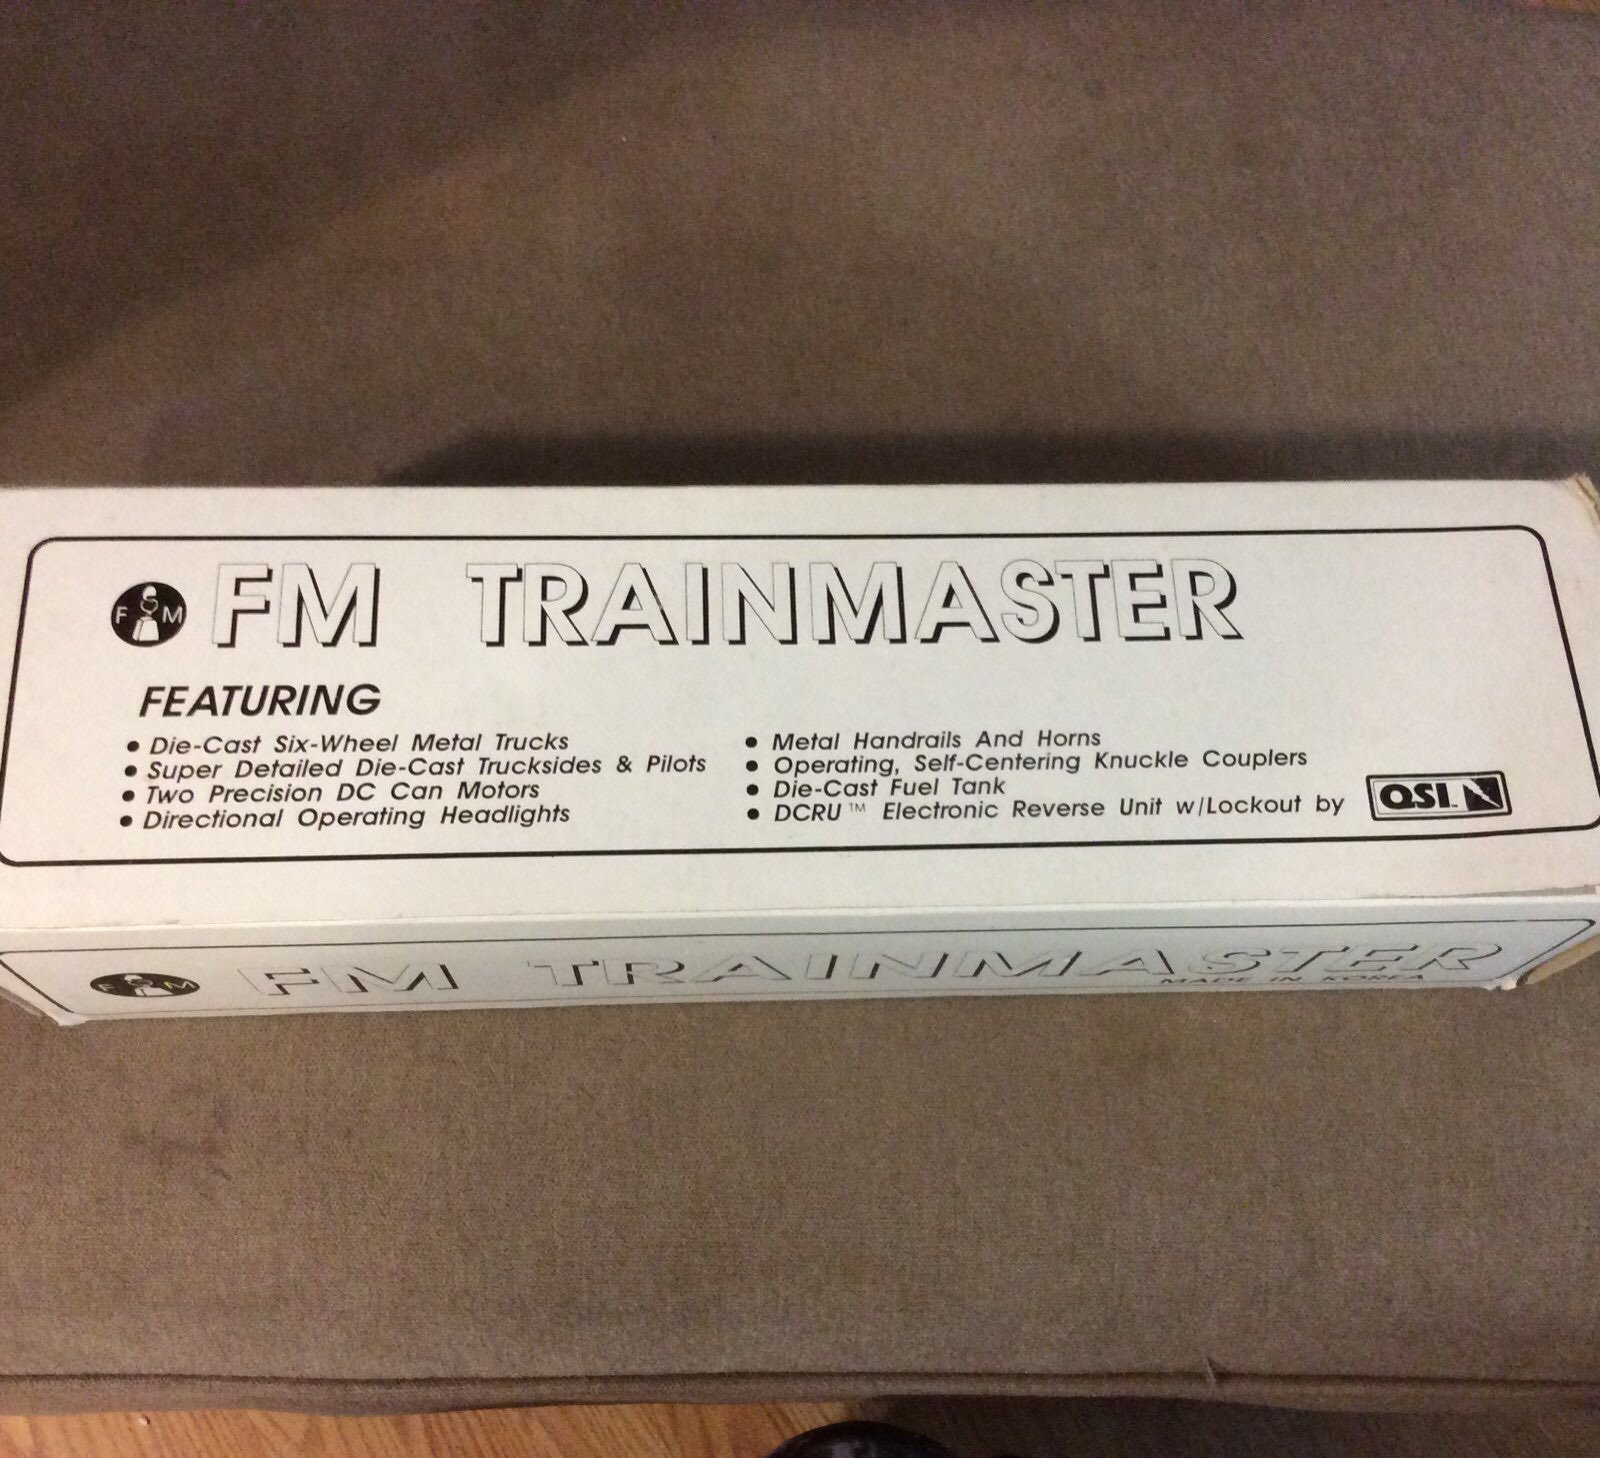 F M FM TRAINMASTER
FEATURING
• Die-Cast Six-Wheel Metal Trucks
• Super Detailed Die-Cast Trucksides & Pilots
• Two Precision DC Can Motors
• Directional Operating Headlights
• Metal Handrails And Horns
• Operating, Self-Centering Knuckle Couplers
• Die-Cast Fuel Tank
• DCRU™ Electronic Reverse Unit w/Lockout by QSI
F M FM TRAINMASTER
MADE IN KOREA